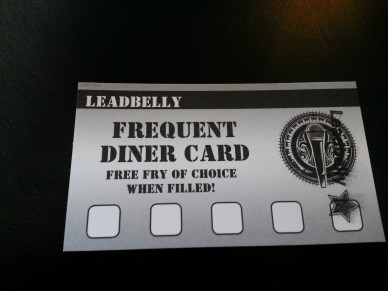 LEADBELLY
FREQUENT
DINER CARD
FREE FRY OF CHOICE
WHEN FILLED!